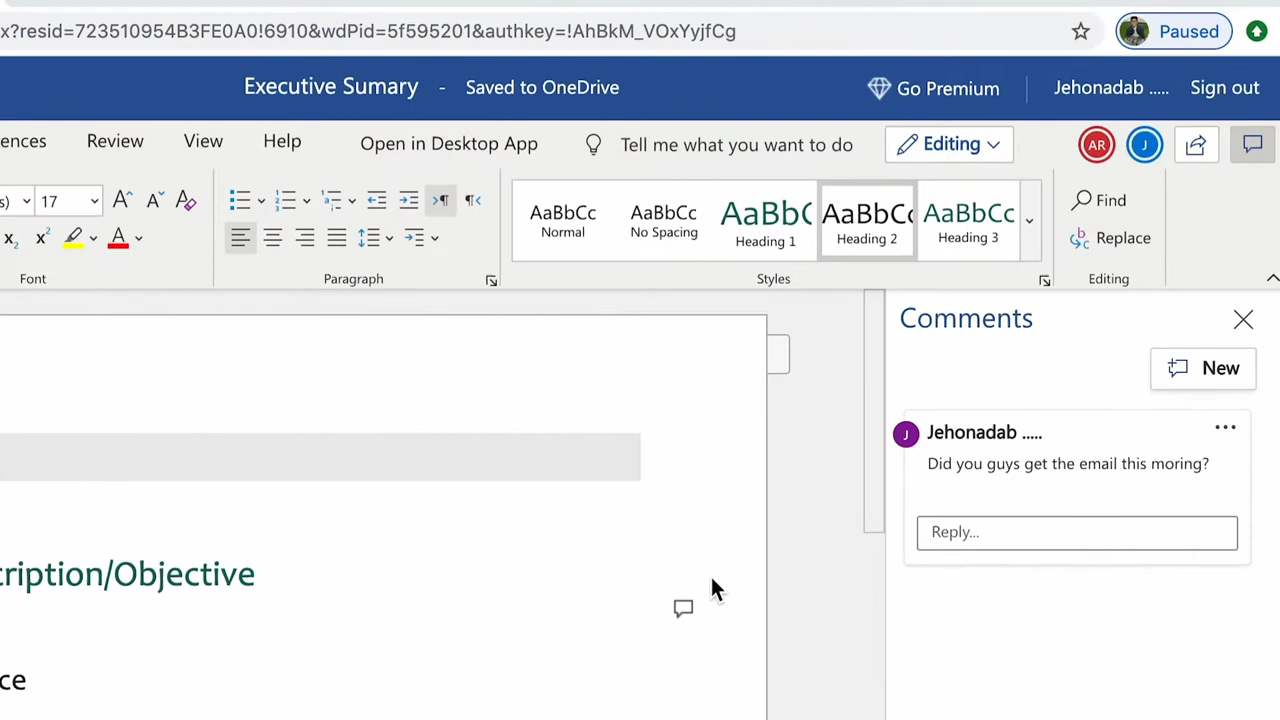 x?resid=723510954B3FE0A0!6910&wdPid=5f595201&authkey=!AhBkM_VOxYyjfCg
Paused
Executive Sumary - Saved to OneDrive
Go Premium
Jehonadab ..... Sign out
ences Review View Help Open in Desktop App Tell me what you want to do Editing AR J
s) 17
AaBbCc
Normal
AaBbCc
No Spacing
AaBbC
Heading 1
AaBbCc
Heading 2
AaBbCc
Heading 3
Find
Replace
Font Paragraph Styles Editing
Comments
New
J Jehonadab .....
Did you guys get the email this moring?
Reply...
cription/Objective
ce